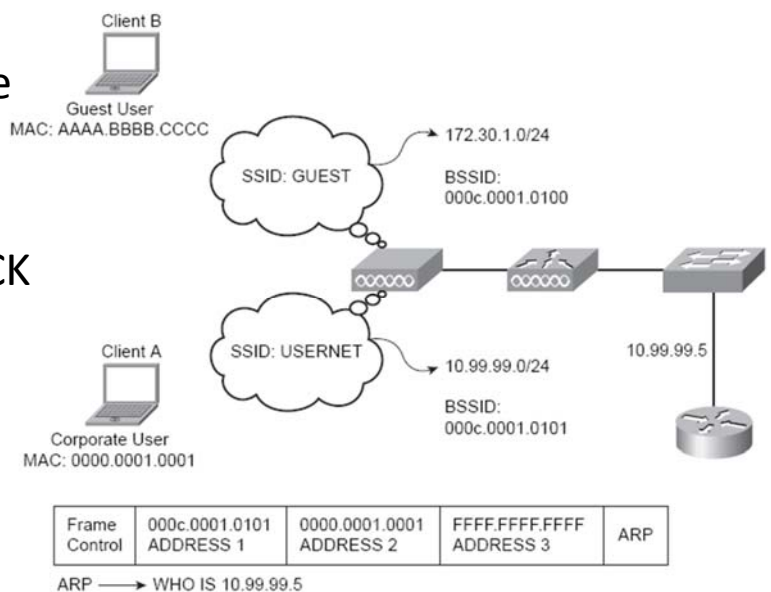 Client B
e
Guest User
MAC: AAAA.BBBB.CCCC
SSID: GUEST
172.30.1.0/24
BSSID:
000c.0001.0100
CK
Client A
Corporate User
MAC: 0000.0001.0001
SSID: USERNET
10.99.99.0/24
BSSID:
000c.0001.0101
10.99.99.5
Frame
Control
000c.0001.0101
ADDRESS 1
0000.0001.0001
ADDRESS 2
FFFF.FFFF.FFFF
ADDRESS 3
ARP
ARP WHO IS 10.99.99.5